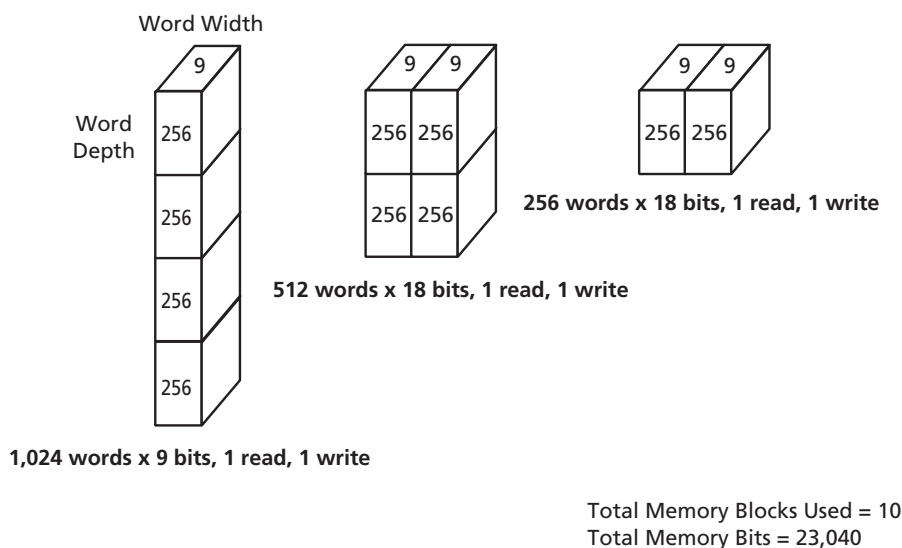 Word Width
9
9 9
9 9
Word
Depth
256
256 256
256 256
256
256 256
256 words x 18 bits, 1 read, 1 write
512 words x 18 bits, 1 read, 1 write
256
256
1,024 words x 9 bits, 1 read, 1 write
Total Memory Blocks Used = 10
Total Memory Bits = 23,040